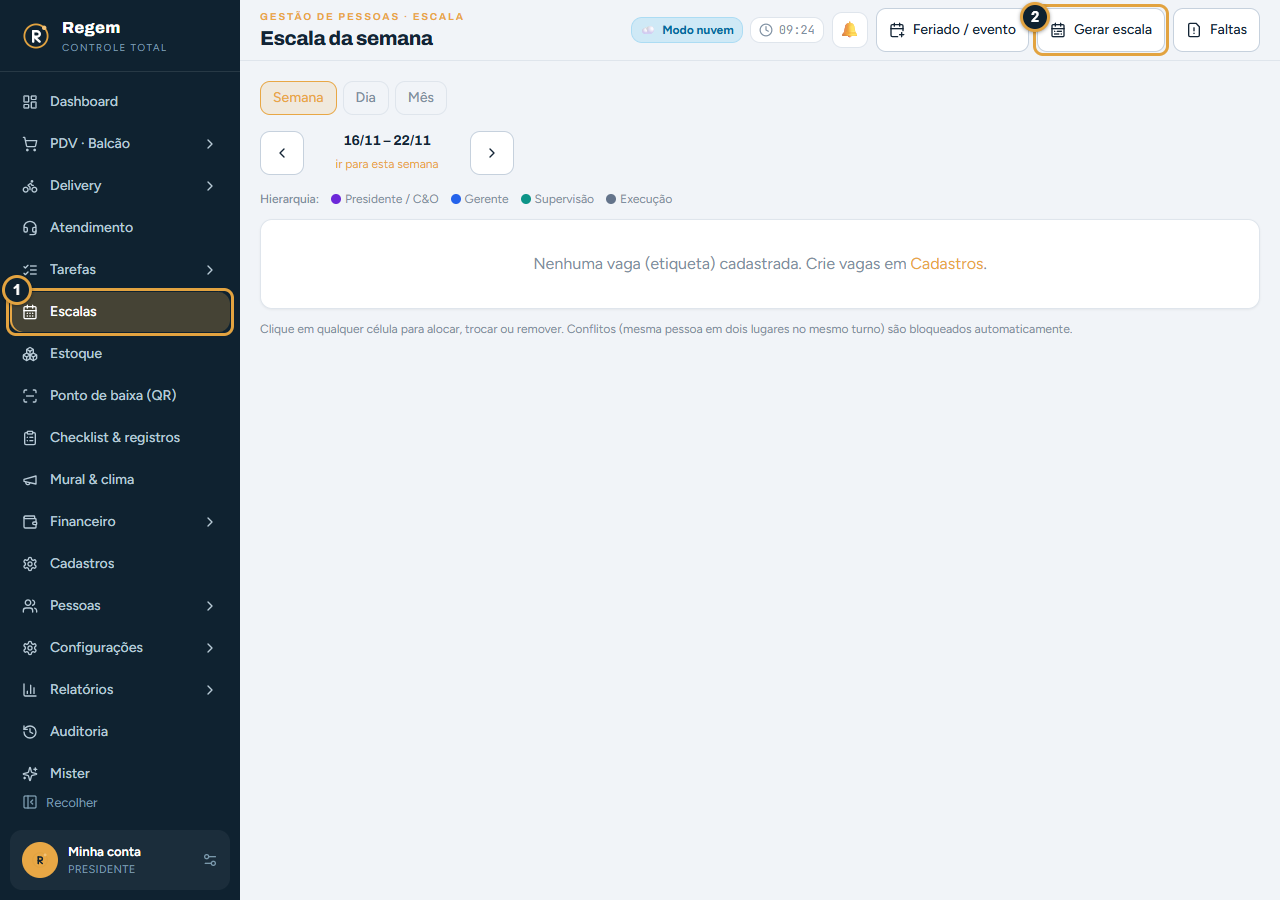 Regem
CONTROLE TOTAL
Dashboard
PDV · Balcão
Delivery
Atendimento
Tarefas
1
Escalas
Estoque
Ponto de baixa (QR)
Checklist & registros
Mural & clima
Financeiro
Cadastros
Pessoas
Configurações
Relatórios
Auditoria
Mister
Recolher
R
Minha conta
PRESIDENTE
GESTÃO DE PESSOAS · ESCALA
Escala da semana
Modo nuvem
09:24
Feriado / evento
2
Gerar escala
Faltas
Semana
Dia
Mês
16/11 – 22/11
ir para esta semana
Hierarquia: Presidente / C&O Gerente Supervisão Execução
Nenhuma vaga (etiqueta) cadastrada. Crie vagas em Cadastros.
Clique em qualquer célula para alocar, trocar ou remover. Conflitos (mesma pessoa em dois lugares no mesmo turno) são bloqueados automaticamente.